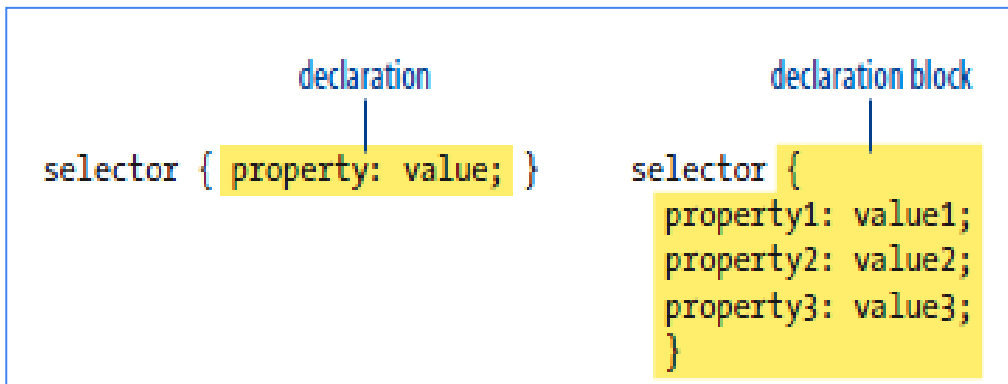 declaration
selector { property: value; }
declaration block
selector {
property1: value1;
property2: value2;
property3: value3;
}